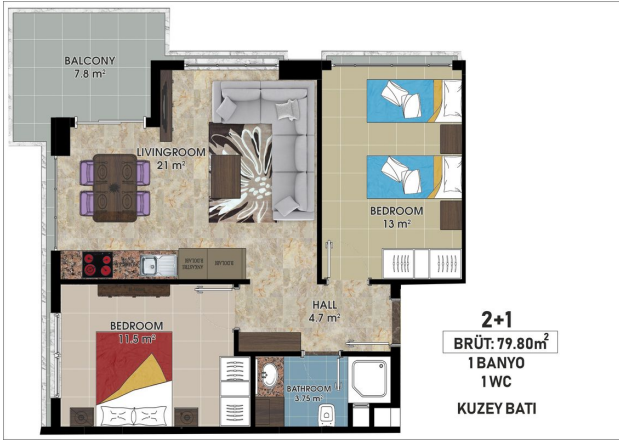 BALCONY
7.8 m²
LIVINGROOM
21 m²
BEDROOM
13 m²
HALL
4.7 m²
BEDROOM
11.5 m²
BATHROOM
3.75 m²
2+1
BRÜT: 79.80m²
1 BANYO
1 WC
KUZEY BATI